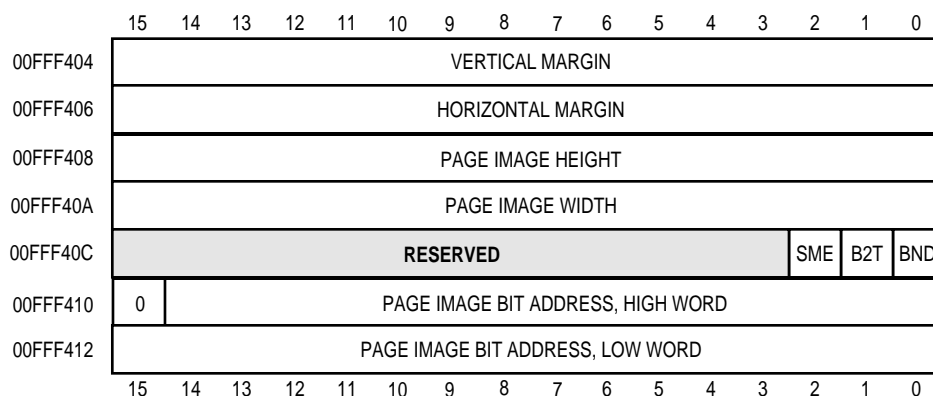 15 14 13 12 11 10 9 8 7 6 5 4 3 2 1 0
00FFF404 VERTICAL MARGIN
00FFF406 HORIZONTAL MARGIN
00FFF408 PAGE IMAGE HEIGHT
00FFF40A PAGE IMAGE WIDTH
00FFF40C RESERVED SME B2T BND
00FFF410 0 PAGE IMAGE BIT ADDRESS, HIGH WORD
00FFF412 PAGE IMAGE BIT ADDRESS, LOW WORD
15 14 13 12 11 10 9 8 7 6 5 4 3 2 1 0